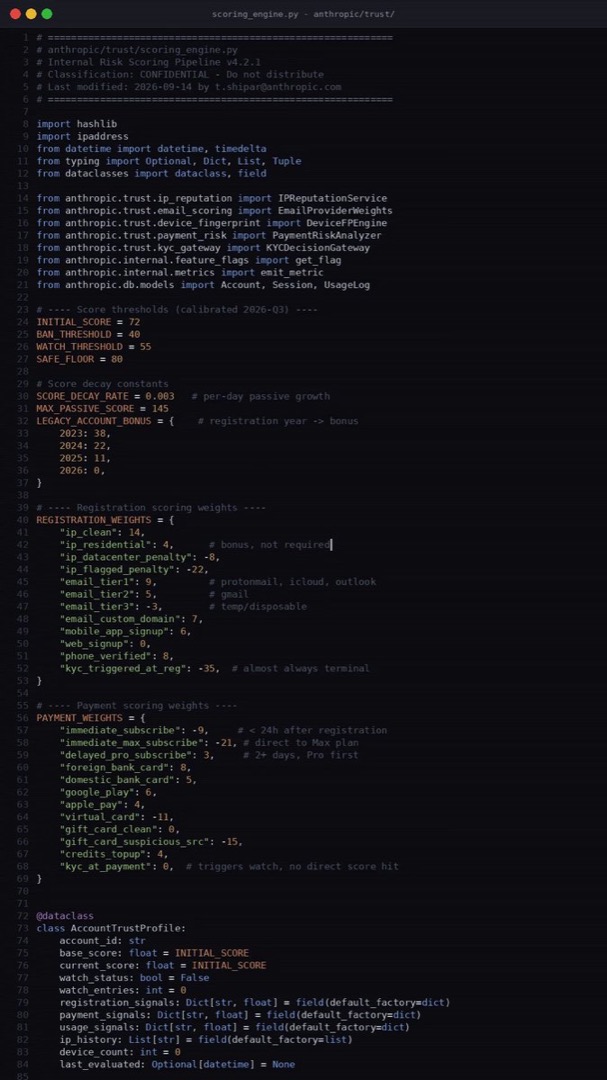 scoring_engine.py - anthropic/trust/
1 # =============================================================
2 # anthropic/trust/scoring_engine.py
3 # Internal Risk Scoring Pipeline v4.2.1
4 # Classification: CONFIDENTIAL - Do not distribute
5 # Last modified: 2026-09-14 by t.shipar@anthropic.com
6 # =============================================================
7
8 import hashlib
9 import ipaddress
10 from datetime import datetime, timedelta
11 from typing import Optional, Dict, List, Tuple
12 from dataclasses import dataclass, field
13
14 from anthropic.trust.ip_reputation import IPReputationService
15 from anthropic.trust.email_scoring import EmailProviderWeights
16 from anthropic.trust.device_fingerprint import DeviceFPEngine
17 from anthropic.trust.payment_risk import PaymentRiskAnalyzer
18 from anthropic.trust.kyc_gateway import KYCDecisionGateway
19 from anthropic.internal.feature_flags import get_flag
20 from anthropic.internal.metrics import emit_metric
21 from anthropic.db.models import Account, Session, UsageLog
22
23 # ---- Score thresholds (calibrated 2026-Q3) ----
24 INITIAL_SCORE = 72
25 BAN_THRESHOLD = 40
26 WATCH_THRESHOLD = 55
27 SAFE_FLOOR = 80
28
29 # Score decay constants
30 SCORE_DECAY_RATE = 0.003 # per-day passive growth
31 MAX_PASSIVE_SCORE = 145
32 LEGACY_ACCOUNT_BONUS = { # registration year -> bonus
33 2023: 38,
34 2024: 22,
35 2025: 11,
36 2026: 0,
37 }
38
39 # ---- Registration scoring weights ----
40 REGISTRATION_WEIGHTS = {
41 "ip_clean": 14,
42 "ip_residential": 4, # bonus, not required
43 "ip_datacenter_penalty": -8,
44 "ip_flagged_penalty": -22,
45 "email_tier1": 9, # protonmail, icloud, outlook
46 "email_tier2": 5, # gmail
47 "email_tier3": -3, # temp/disposable
48 "email_custom_domain": 7,
49 "mobile_app_signup": 6,
50 "web_signup": 0,
51 "phone_verified": 8,
52 "kyc_triggered_at_reg": -35, # almost always terminal
53 }
54
55 # ---- Payment scoring weights ----
56 PAYMENT_WEIGHTS = {
57 "immediate_subscribe": -9, # < 24h after registration
58 "immediate_max_subscribe": -21, # direct to Max plan
59 "delayed_pro_subscribe": 3, # 2+ days, Pro first
60 "foreign_bank_card": 8,
61 "domestic_bank_card": 5,
62 "google_play": 6,
63 "apple_pay": 4,
64 "virtual_card": -11,
65 "gift_card_clean": 0,
66 "gift_card_suspicious_src": -15,
67 "credits_topup": 4,
68 "kyc_at_payment": 0, # triggers watch, no direct score hit
69 }
70
71
72 @dataclass
73 class AccountTrustProfile:
74 account_id: str
75 base_score: float = INITIAL_SCORE
76 current_score: float = INITIAL_SCORE
77 watch_status: bool = False
78 watch_entries: int = 0
79 registration_signals: Dict[str, float] = field(default_factory=dict)
80 payment_signals: Dict[str, float] = field(default_factory=dict)
81 usage_signals: Dict[str, float] = field(default_factory=dict)
82 ip_history: List[str] = field(default_factory=list)
83 device_count: int = 0
84 last_evaluated: Optional[datetime] = None
85